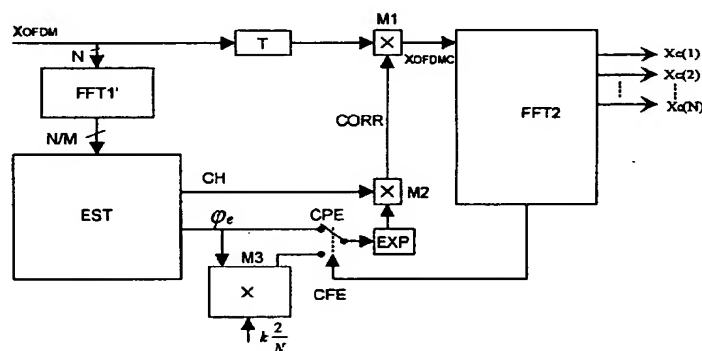 XOFDM
T
M1
×
XOFDMC
N
FFT1'
N/M
CORR
FFT2
Xc(1)
Xc(2)
Xc(N)
EST
CH
×
M2
φe
CPE
EXP
M3
×
CFE
k 2/N